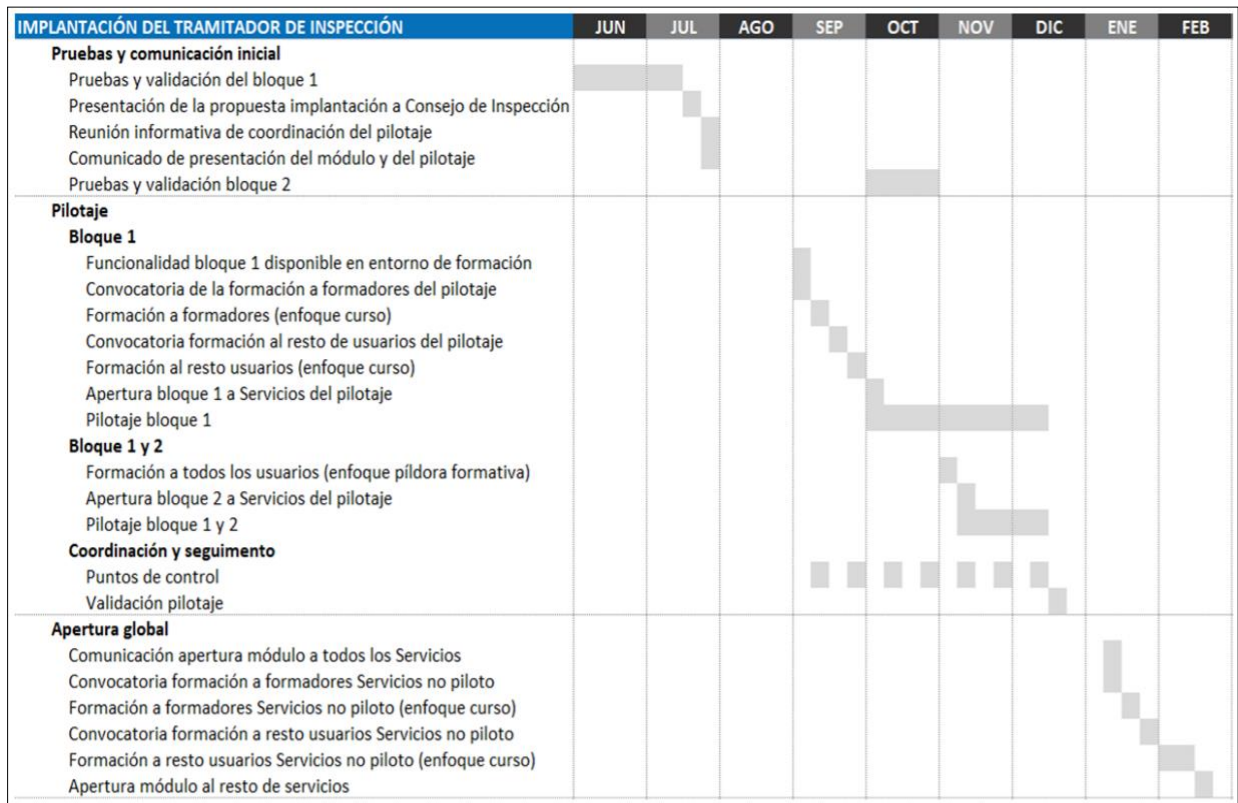 IMPLANTACIÓN DEL TRAMITADOR DE INSPECCIÓN JUN JUL AGO SEP OCT NOV DIC ENE FEB
Pruebas y comunicación inicial
Pruebas y validación del bloque 1
Presentación de la propuesta implantación a Consejo de Inspección
Reunión informativa de coordinación del pilotaje
Comunicado de presentación del módulo y del pilotaje
Pruebas y validación bloque 2
Pilotaje
Bloque 1
Funcionalidad bloque 1 disponible en entorno de formación
Convocatoria de la formación a formadores del pilotaje
Formación a formadores (enfoque curso)
Convocatoria formación al resto de usuarios del pilotaje
Formación al resto usuarios (enfoque curso)
Apertura bloque 1 a Servicios del pilotaje
Pilotaje bloque 1
Bloque 1 y 2
Formación a todos los usuarios (enfoque píldora formativa)
Apertura bloque 2 a Servicios del pilotaje
Pilotaje bloque 1 y 2
Coordinación y seguimento
Puntos de control
Validación pilotaje
Apertura global
Comunicación apertura módulo a todos los Servicios
Convocatoria formación a formadores Servicios no piloto
Formación a formadores Servicios no piloto (enfoque curso)
Convocatoria formación a resto usuarios Servicios no piloto
Formación a resto usuarios Servicios no piloto (enfoque curso)
Apertura módulo al resto de servicios